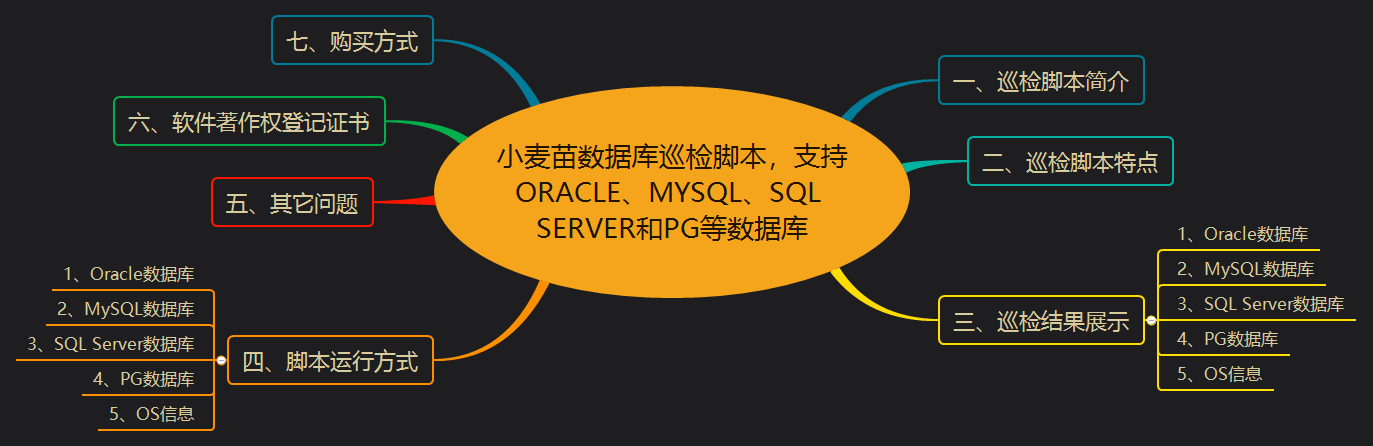 小麦苗数据库巡检脚本，支持
ORACLE、MYSQL、SQL
SERVER和PG等数据库
一、巡检脚本简介
二、巡检脚本特点
三、巡检结果展示
1、Oracle数据库
2、MySQL数据库
3、SQL Server数据库
4、PG数据库
5、OS信息
四、脚本运行方式
1、Oracle数据库
2、MySQL数据库
3、SQL Server数据库
4、PG数据库
5、OS信息
五、其它问题
六、软件著作权登记证书
七、购买方式